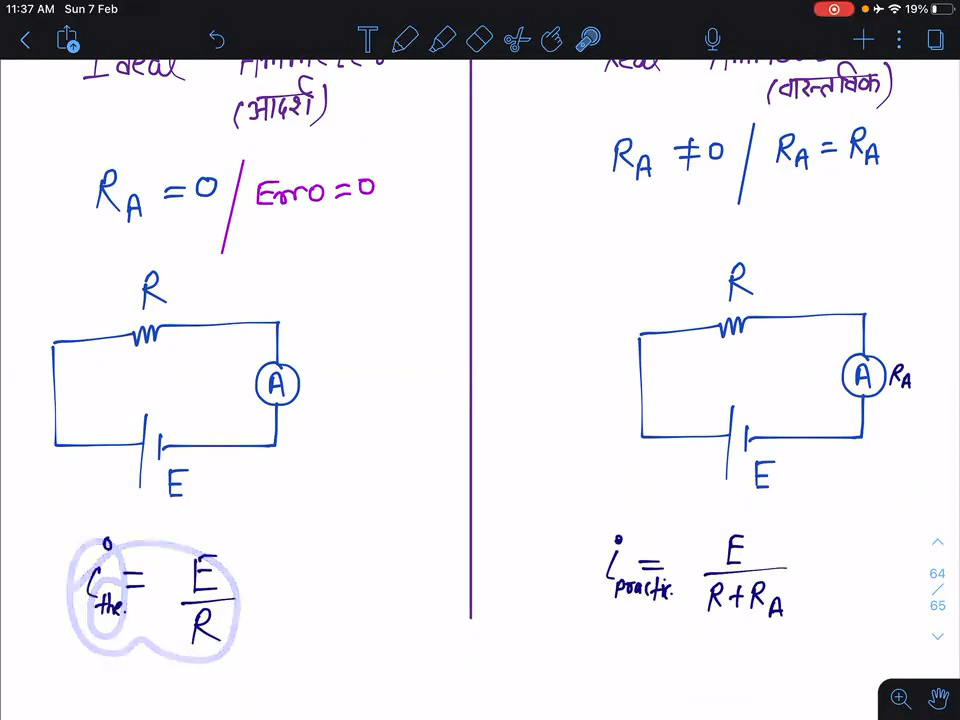 11:37 AM Sun 7 Feb
19%
Ideal
(आदर्श)
R_A = 0 / Erro = 0
R
A
E
i_the. = E/R
Real
(वास्तविक)
R_A ≠ 0 / R_A = R_A
R
A R_A
E
i_practic. = E/(R+R_A)
64
/
65